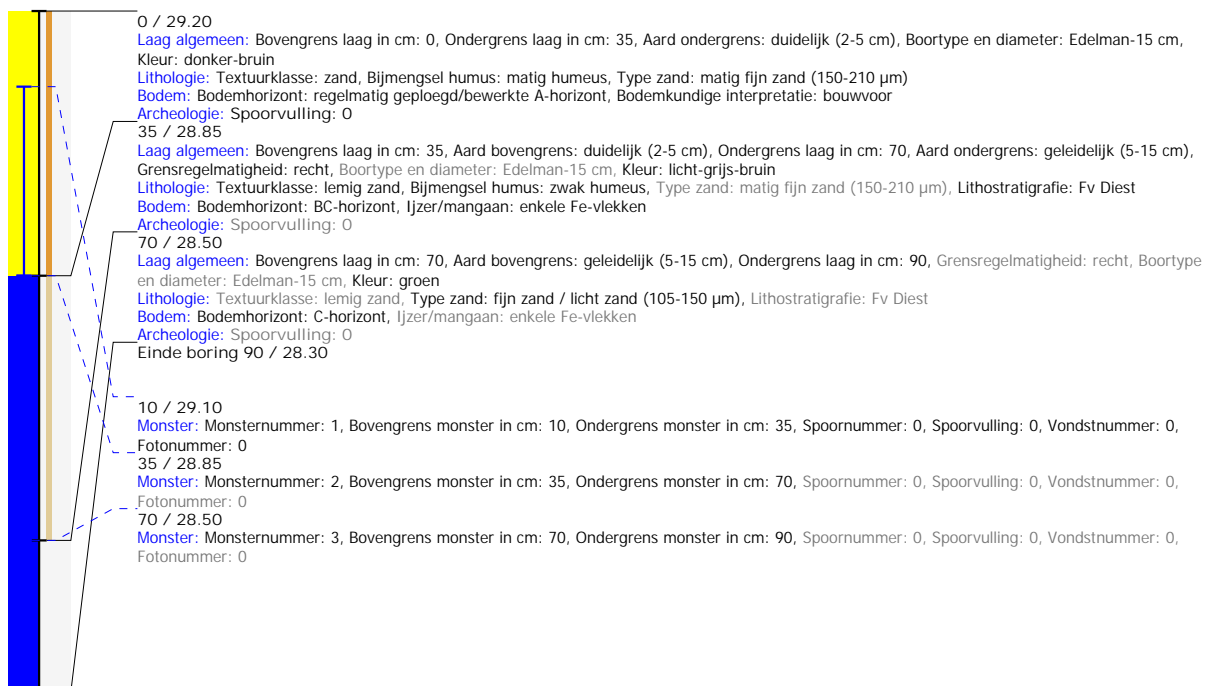 0 / 29.20
Laag algemeen: Bovengrens laag in cm: 0, Ondergrens laag in cm: 35, Aard ondergrens: duidelijk (2-5 cm), Boortype en diameter: Edelman-15 cm,
Kleur: donker-bruin
Lithologie: Textuurklasse: zand, Bijmengsel humus: matig humeus, Type zand: matig fijn zand (150-210 µm)
Bodem: Bodemhorizont: regelmatig geploegd/bewerkte A-horizont, Bodemkundige interpretatie: bouwvoor
Archeologie: Spoorvulling: 0
35 / 28.85
Laag algemeen: Bovengrens laag in cm: 35, Aard bovengrens: duidelijk (2-5 cm), Ondergrens laag in cm: 70, Aard ondergrens: geleidelijk (5-15 cm),
Grensregelmatigheid: recht, Boortype en diameter: Edelman-15 cm, Kleur: licht-grijs-bruin
Lithologie: Textuurklasse: lemig zand, Bijmengsel humus: zwak humeus, Type zand: matig fijn zand (150-210 µm), Lithostratigrafie: Fv Diest
Bodem: Bodemhorizont: BC-horizont, Ijzer/mangaan: enkele Fe-vlekken
Archeologie: Spoorvulling: 0
70 / 28.50
Laag algemeen: Bovengrens laag in cm: 70, Aard bovengrens: geleidelijk (5-15 cm), Ondergrens laag in cm: 90, Grensregelmatigheid: recht, Boortype
en diameter: Edelman-15 cm, Kleur: groen
Lithologie: Textuurklasse: lemig zand, Type zand: fijn zand / licht zand (105-150 µm), Lithostratigrafie: Fv Diest
Bodem: Bodemhorizont: C-horizont, Ijzer/mangaan: enkele Fe-vlekken
Archeologie: Spoorvulling: 0
Einde boring 90 / 28.30
10 / 29.10
Monster: Monsternummer: 1, Bovengrens monster in cm: 10, Ondergrens monster in cm: 35, Spoornummer: 0, Spoorvulling: 0, Vondstnummer: 0,
Fotonummer: 0
35 / 28.85
Monster: Monsternummer: 2, Bovengrens monster in cm: 35, Ondergrens monster in cm: 70, Spoornummer: 0, Spoorvulling: 0, Vondstnummer: 0,
Fotonummer: 0
70 / 28.50
Monster: Monsternummer: 3, Bovengrens monster in cm: 70, Ondergrens monster in cm: 90, Spoornummer: 0, Spoorvulling: 0, Vondstnummer: 0,
Fotonummer: 0